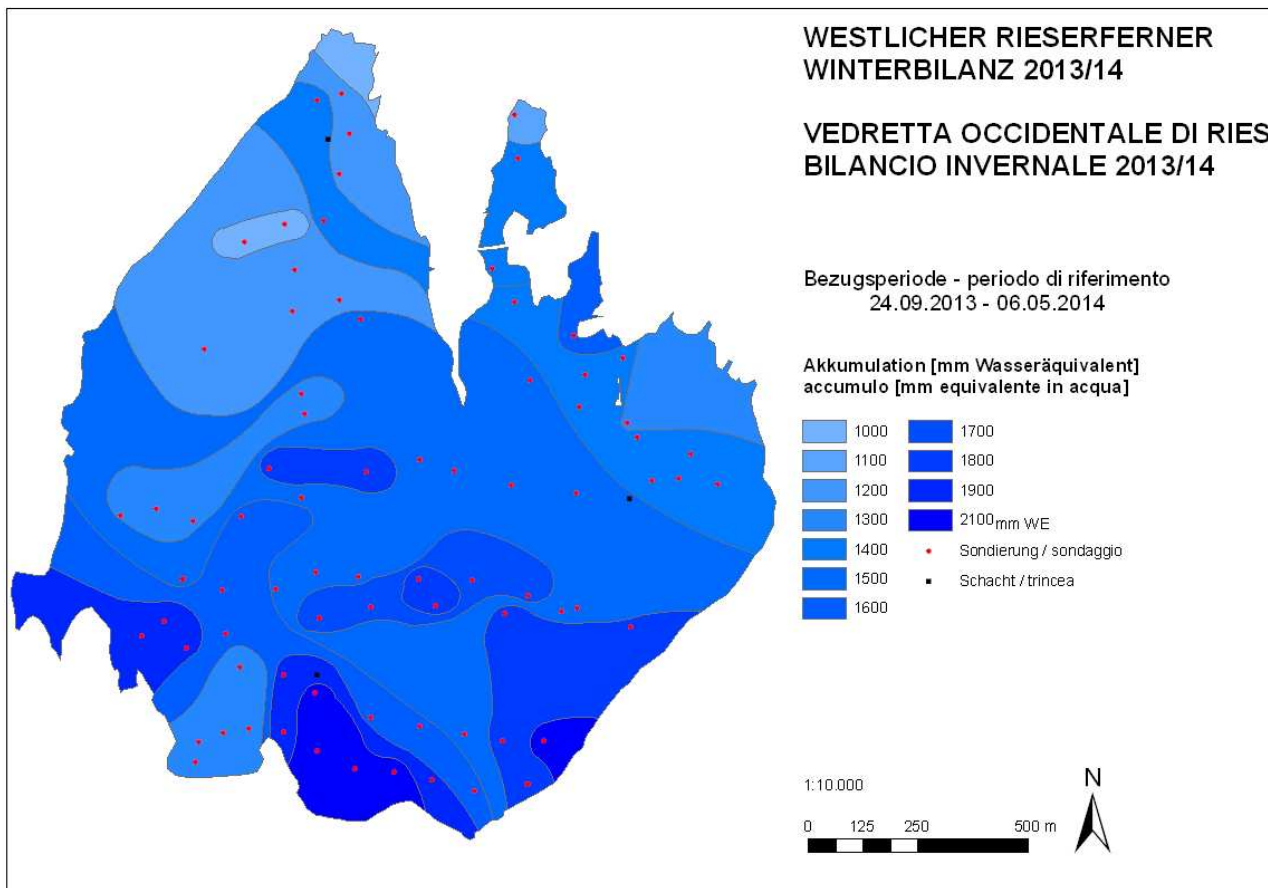 WESTLICHER RIESERFERNER
WINTERBILANZ 2013/14
VEDRETTA OCCIDENTALE DI RIES
BILANCIO INVERNALE 2013/14
Bezugsperiode - periodo di riferimento
24.09.2013 - 06.05.2014
Akkumulation [mm Wasseräquivalent]
accumulo [mm equivalente in acqua]
1000
1100
1200
1300
1400
1500
1600
1700
1800
1900
2100 mm WE
Sondierung / sondaggio
Schacht / trincea
1:10.000
0 125 250 500 m
N